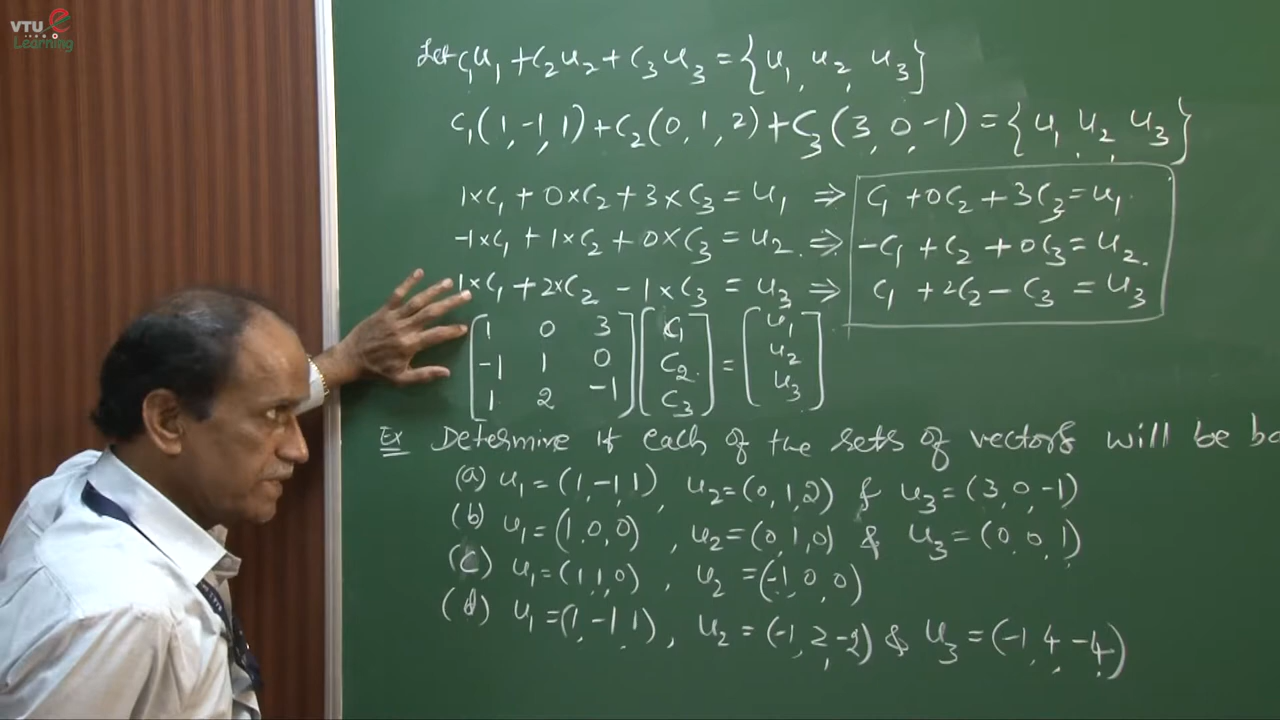 VTU e
Learning
Let c₁u₁ + c₂u₂ + c₃u₃ = {u₁, u₂, u₃}
c₁(1, -1, 1) + c₂(0, 1, 2) + c₃(3, 0, -1) = {u₁, u₂, u₃}
1×c₁ + 0×c₂ + 3×c₃ = u₁ ⇒ c₁ + 0c₂ + 3c₃ = u₁.
-1×c₁ + 1×c₂ + 0×c₃ = u₂. ⇒ -c₁ + c₂ + 0c₃ = u₂.
1×c₁ + 2×c₂ - 1×c₃ = u₃ ⇒ c₁ + 2c₂ - c₃ = u₃
[1 0 3] [c₁] [u₁]
[-1 1 0] [c₂] = [u₂]
[1 2 -1] [c₃] [u₃]
Ex Determine if each of the sets of vectors will be
(a) u₁ = (1, -1, 1), u₂ = (0, 1, 2) & u₃ = (3, 0, -1)
(b) u₁ = (1, 0, 0), u₂ = (0, 1, 0) & u₃ = (0, 0, 1)
(c) u₁ = (1, 1, 0), u₂ = (-1, 0, 0)
(d) u₁ = (1, -1, 1), u₂ = (-1, 2, -2) & u₃ = (-1, 4, -4)